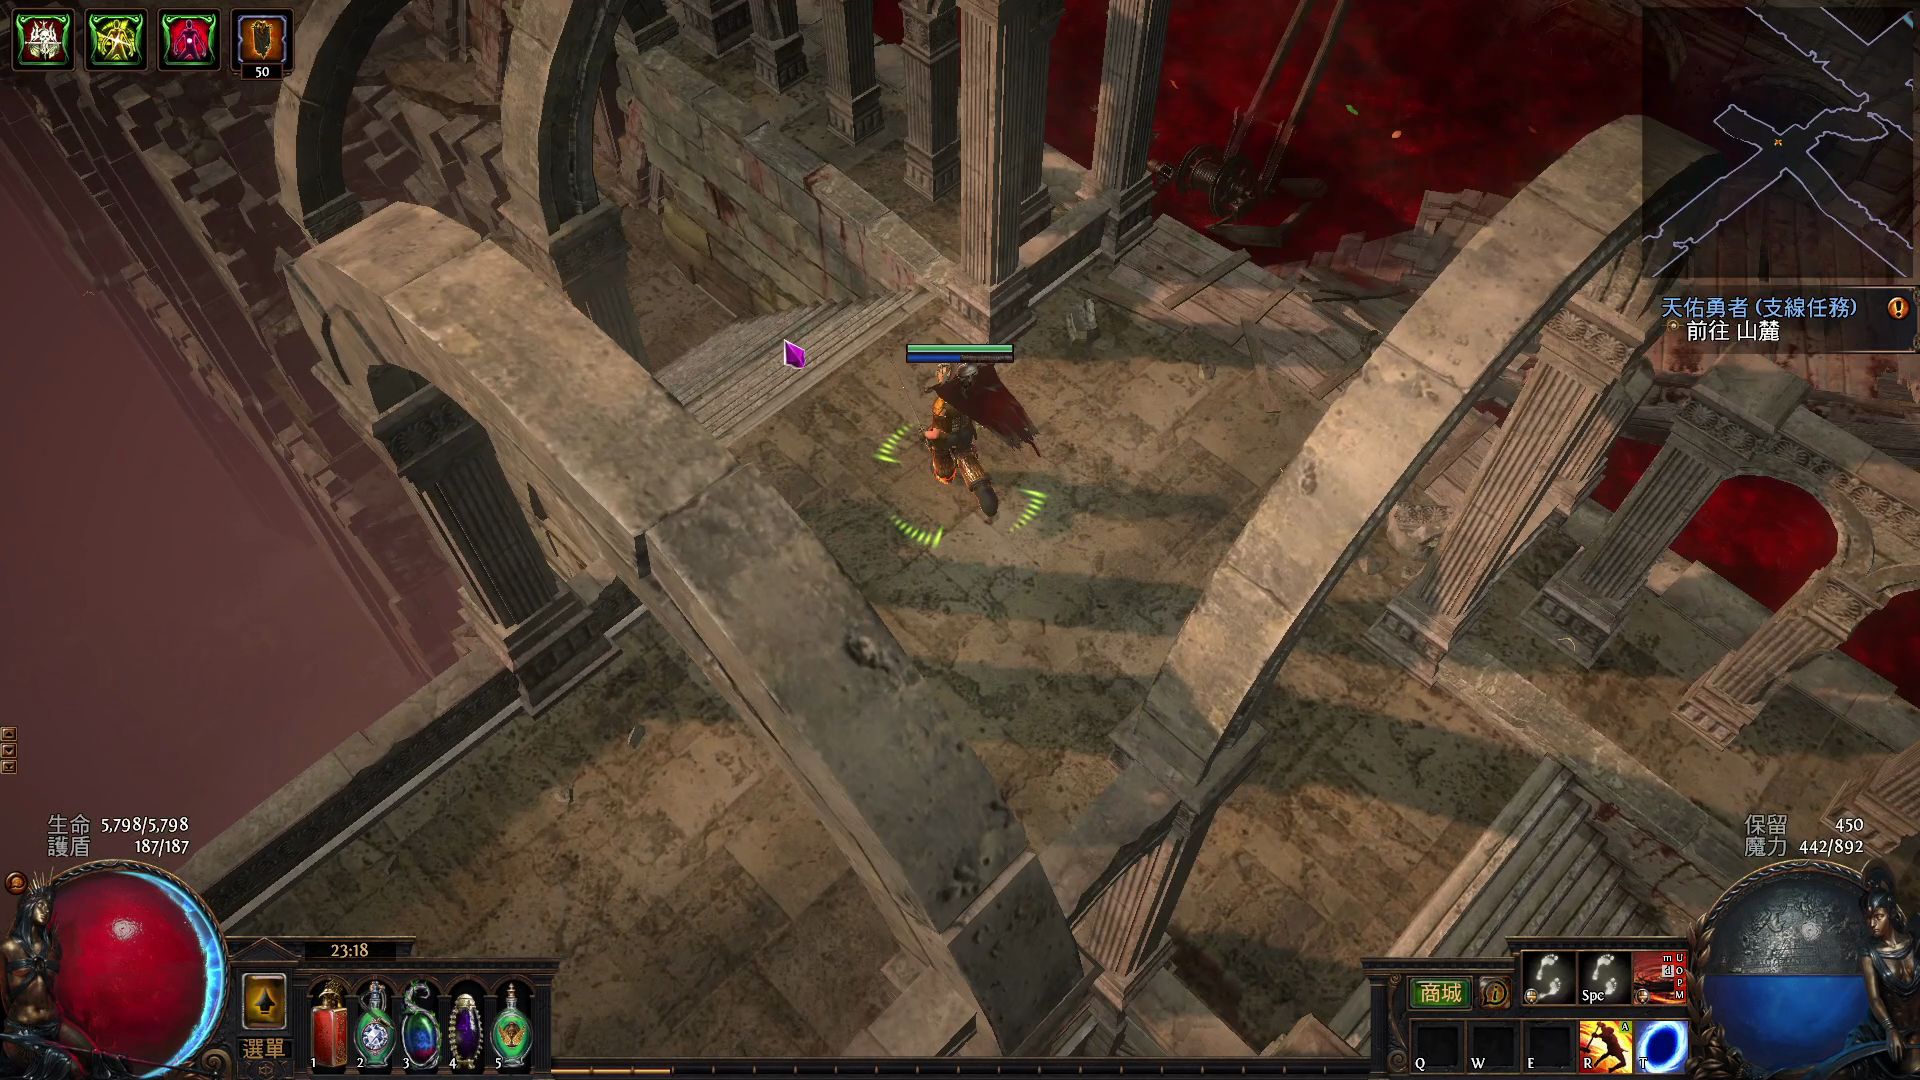 50
天佑勇者 (支線任務)
前往 山麓
生命 5,798/5,798
護盾 187/187
保留 450
魔力 442/892
23:18
選單
1 2 3 4 5
商城
Spc
m U
d O
P
M
Q W E R A T